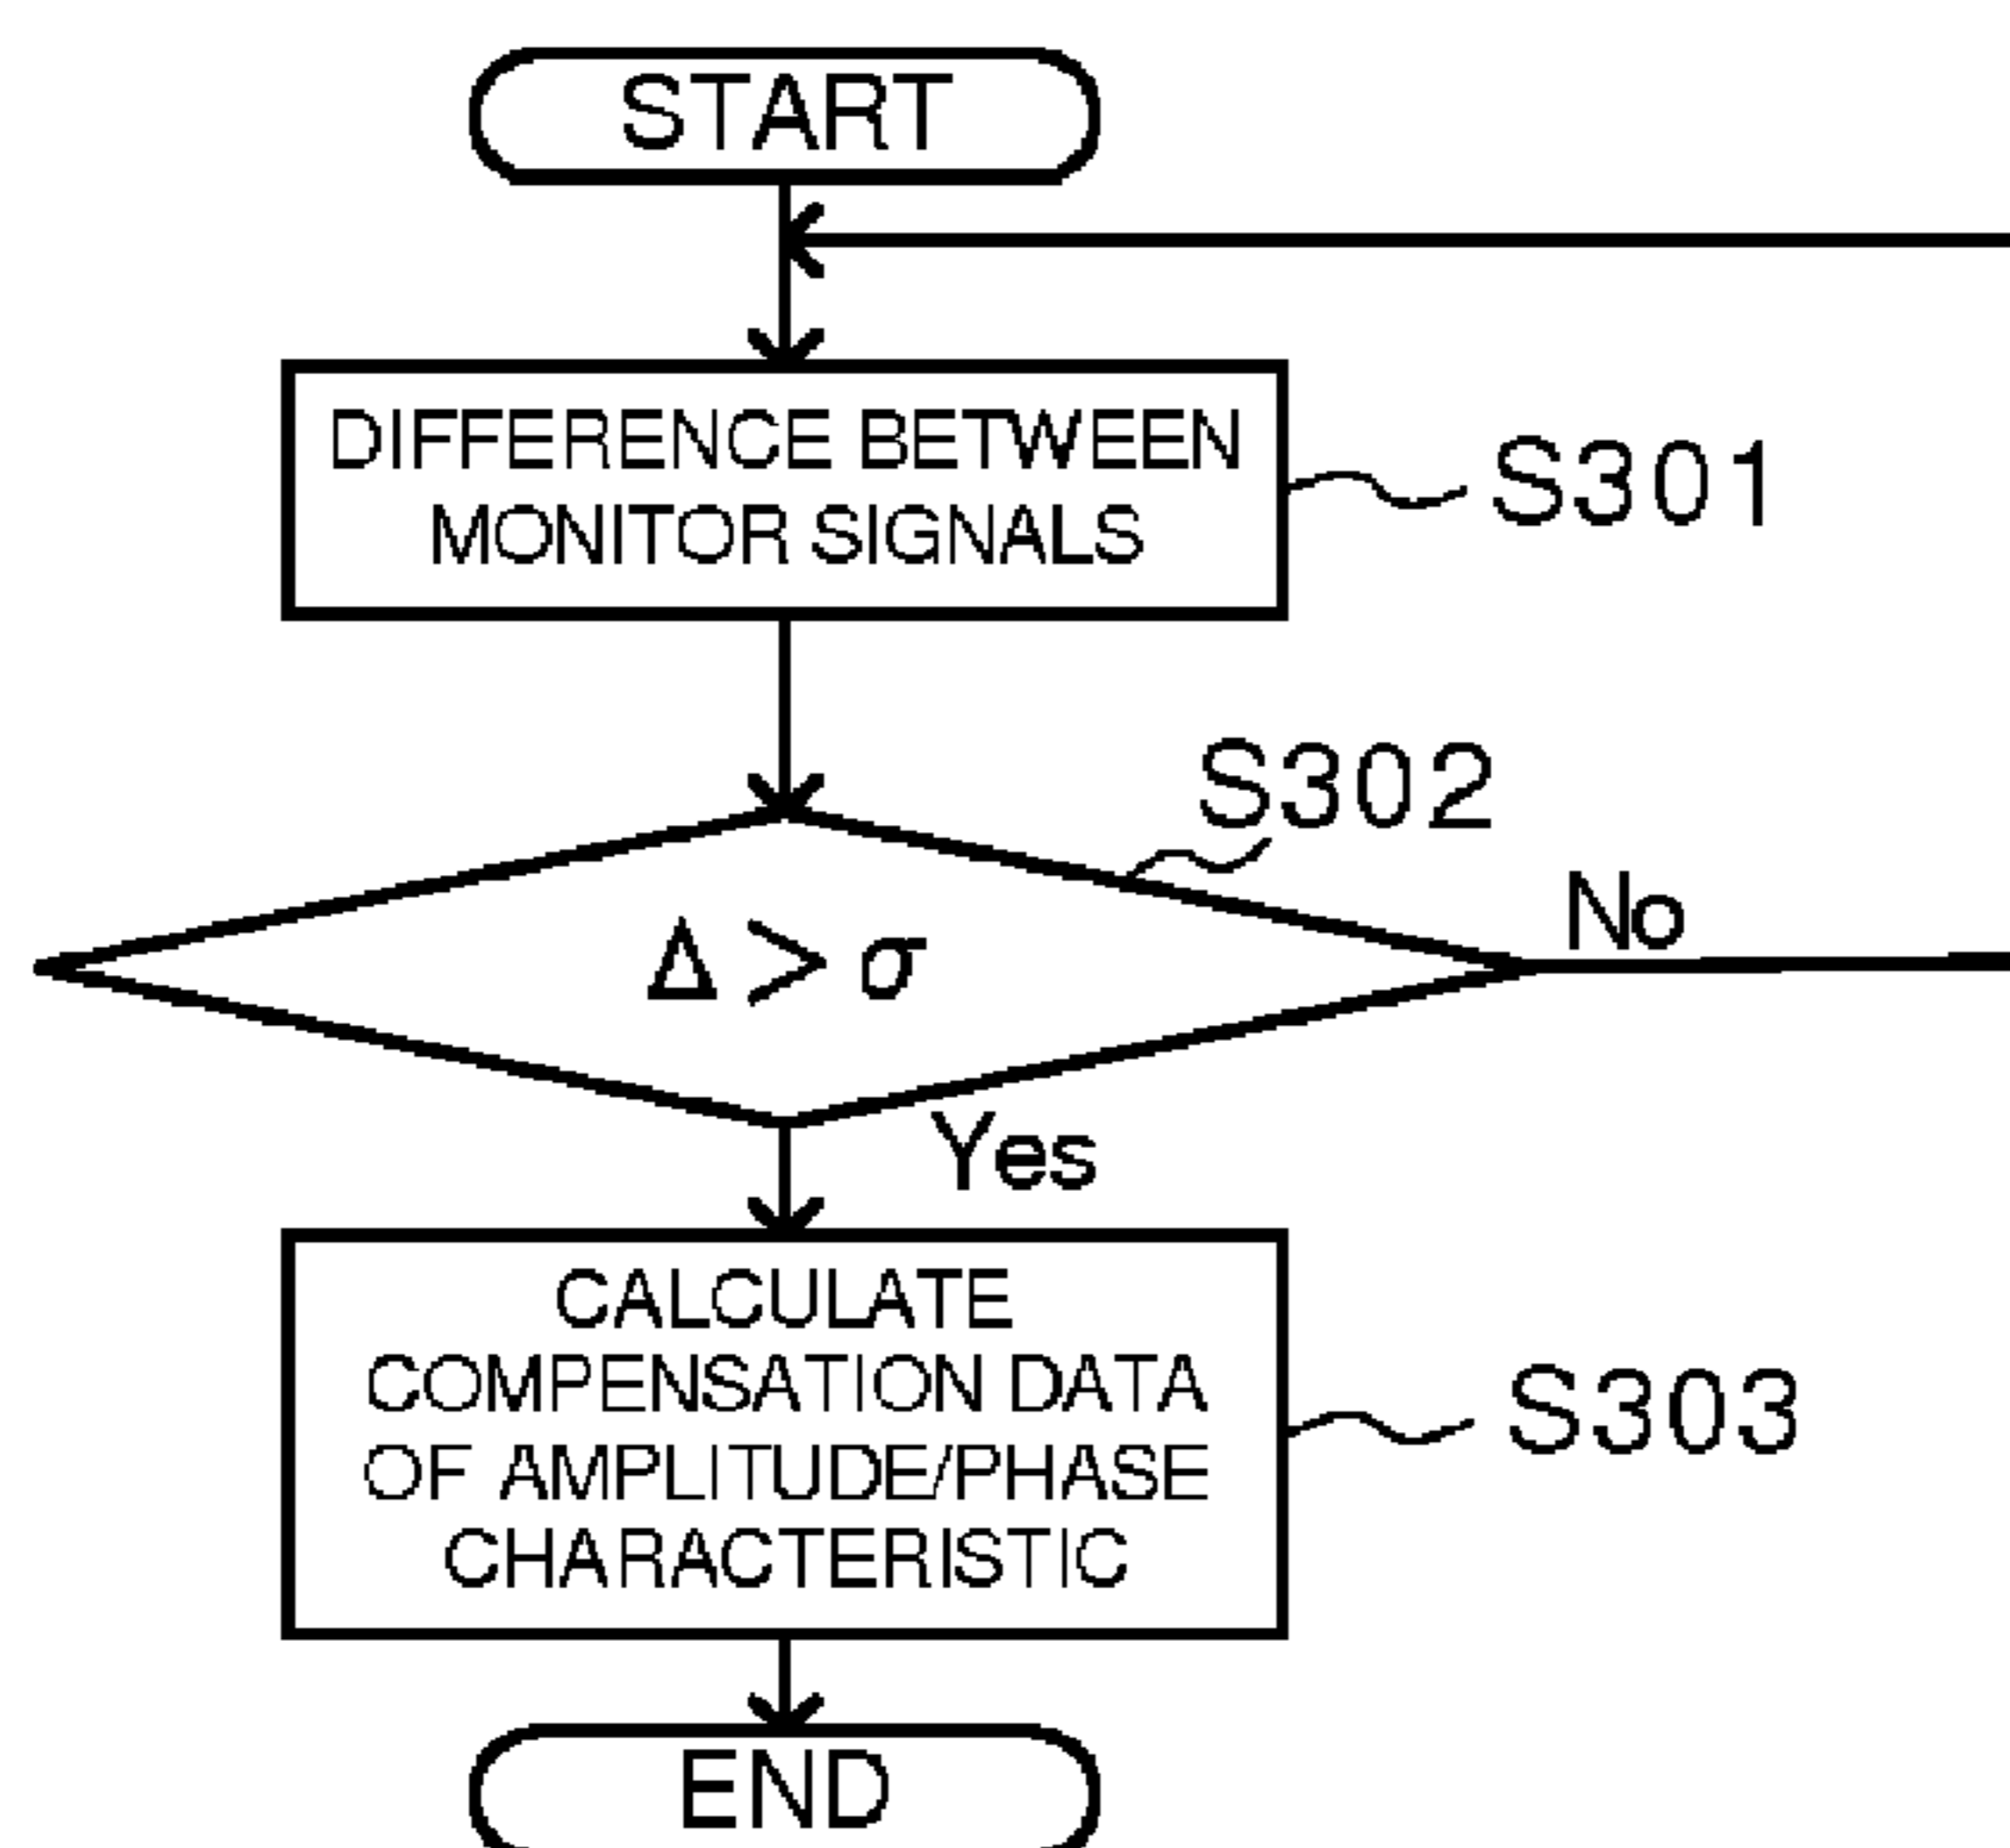 START
DIFFERENCE BETWEEN
MONITOR SIGNALS
S301
S302
Δ > σ
No
Yes
CALCULATE
COMPENSATION DATA
OF AMPLITUDE/PHASE
CHARACTERISTIC
S303
END